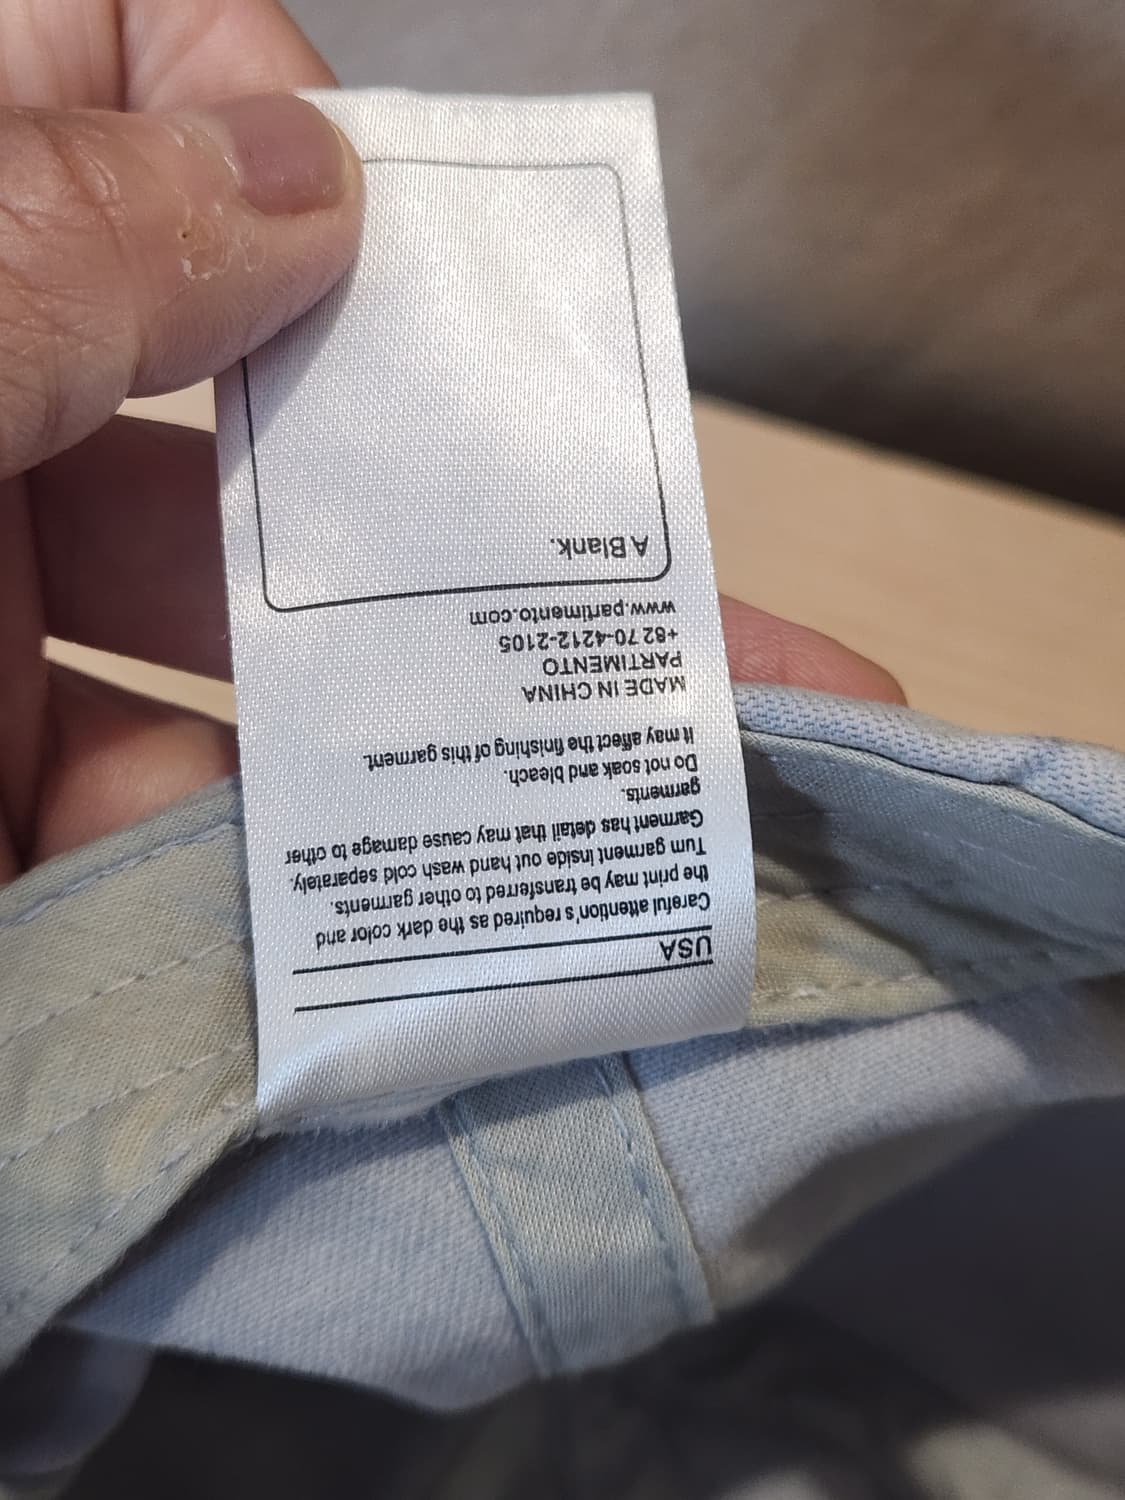 USA
Careful attention's required as the dark color and
the print may be transferred to other garments.
Turn garment inside out hand wash cold separately.
Garment has detail that may cause damage to other
garments.
Do not soak and bleach.
It may affect the finishing of this garment.
MADE IN CHINA
PARTIMENTO
+82 70-4212-2105
www.partimento.com
A Blank.